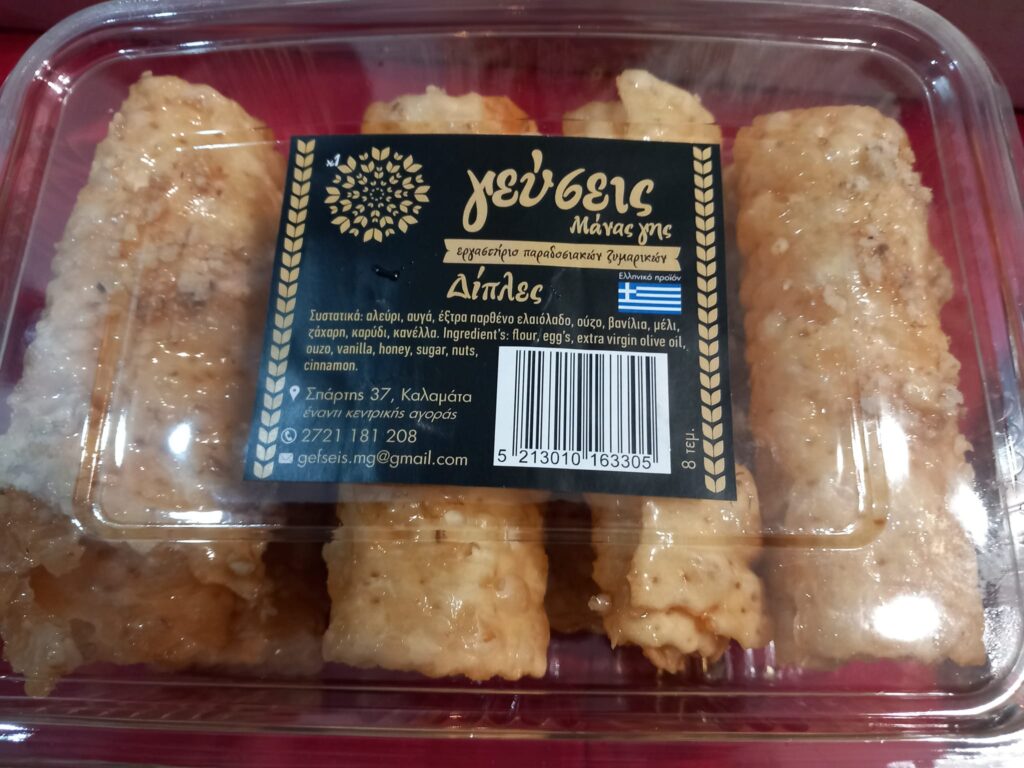 x1
γεύσεις
Μάνας γης
εργαστήριο παραδοσιακών ζυμαρικών
Ελληνικό προϊόν
Δίπλες
Συστατικά: αλεύρι, αυγά, έξτρα παρθένο ελαιόλαδο, ούζο, βανίλια, μέλι,
ζάχαρη, καρύδι, κανέλλα. Ingredient's: flour, egg's, extra virgin olive oil,
ouzo, vanilla, honey, sugar, nuts,
cinnamon.
Σπάρτης 37, Καλαμάτα
έναντι κεντρικής αγοράς
2721 181 208
gefseis.mg@gmail.com
5 213010 163305
8 τεμ.